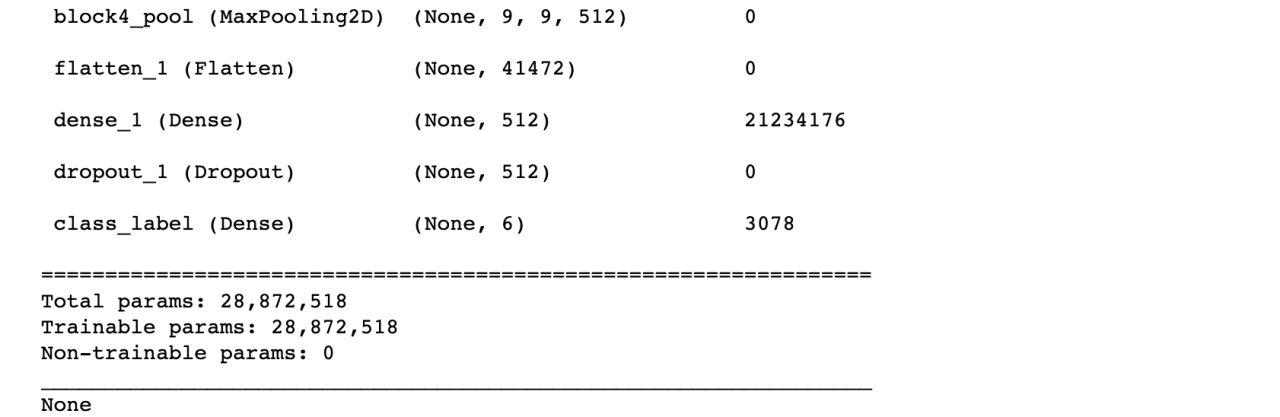 block4_pool (MaxPooling2D) (None, 9, 9, 512) 0
flatten_1 (Flatten) (None, 41472) 0
dense_1 (Dense) (None, 512) 21234176
dropout_1 (Dropout) (None, 512) 0
class_label (Dense) (None, 6) 3078
=================================================================
Total params: 28,872,518
Trainable params: 28,872,518
Non-trainable params: 0
_________________________________________________________________
None